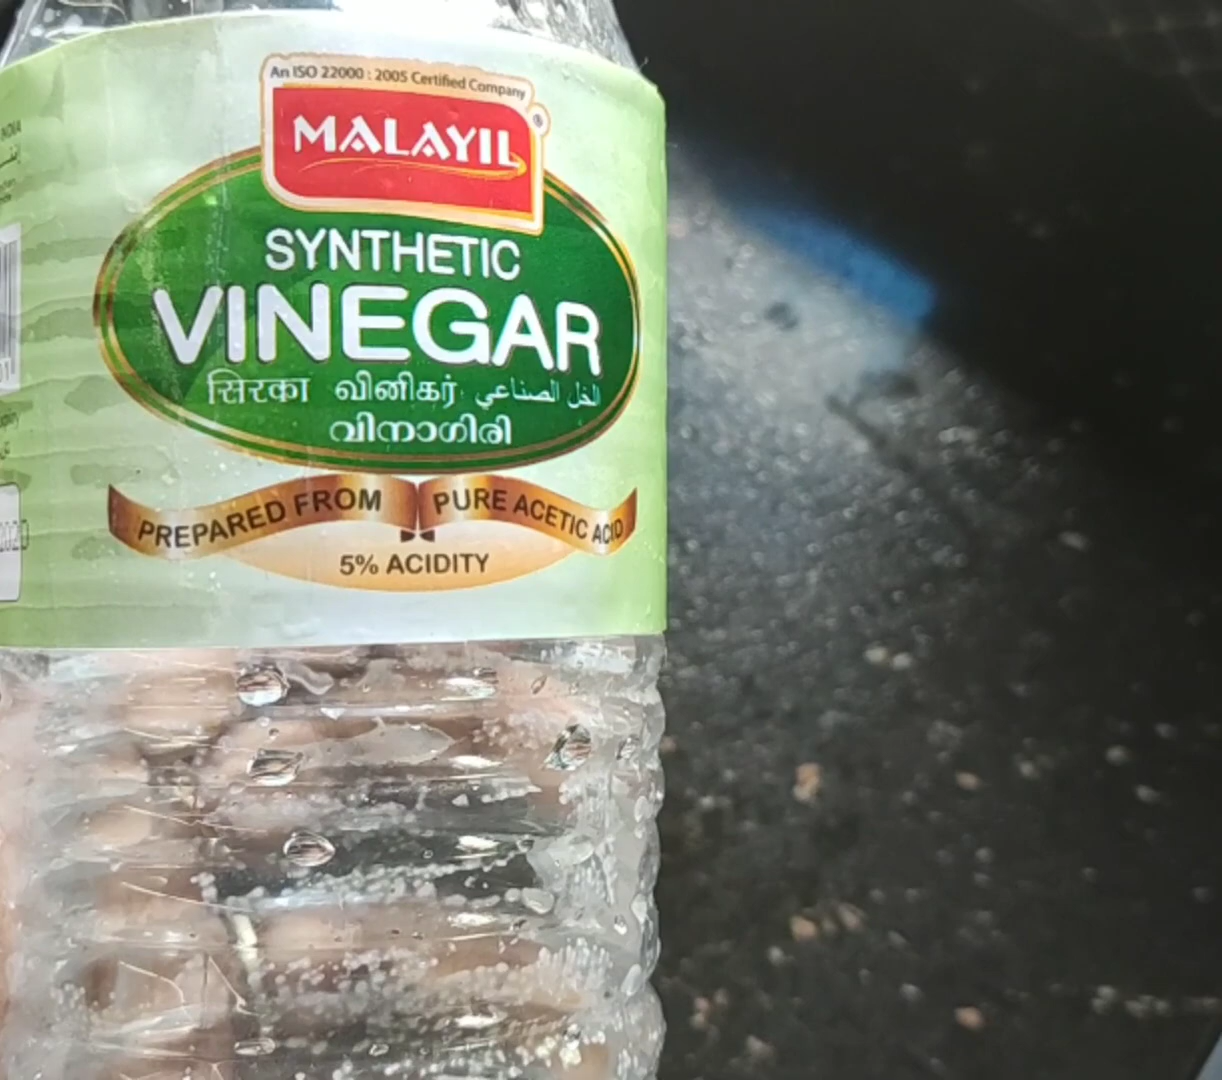 An ISO 22000 : 2005 Certified Company
MALAYIL
®
SYNTHETIC
VINEGAR
सिरका வினிகர் الخل الصناعي
വിനാഗിരി
PREPARED FROM PURE ACETIC ACID
5% ACIDITY